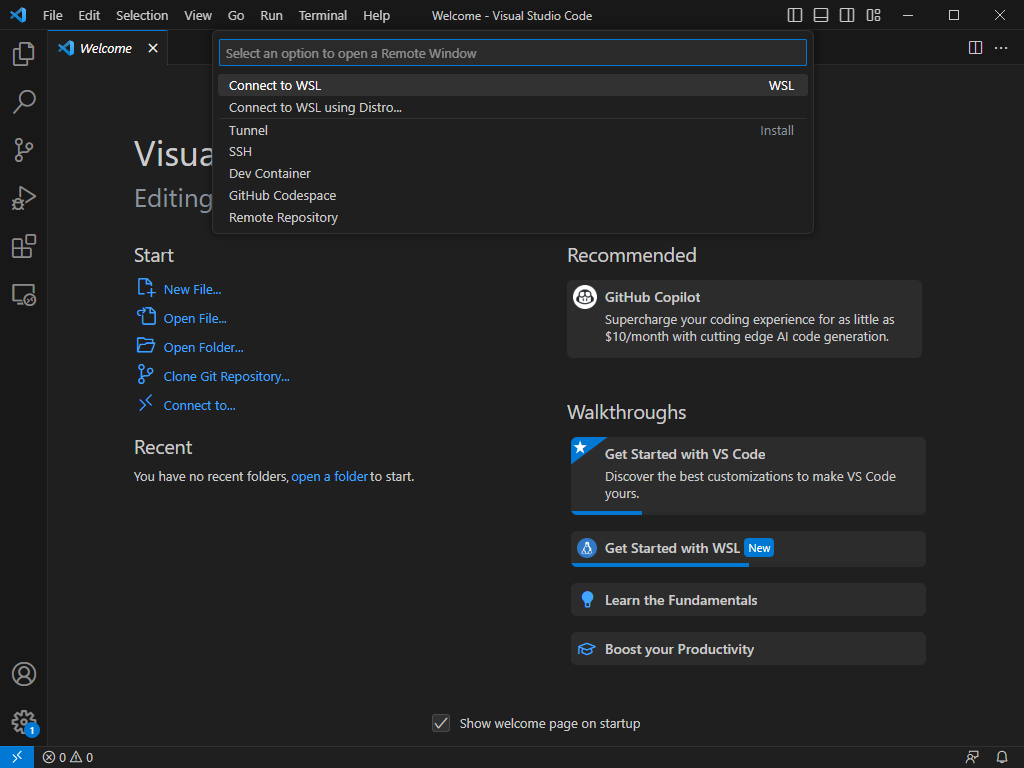 File Edit Selection View Go Run Terminal Help Welcome - Visual Studio Code
Welcome
Select an option to open a Remote Window
Connect to WSL WSL
Connect to WSL using Distro...
Tunnel Install
SSH
Dev Container
GitHub Codespace
Remote Repository
Visua
Editing
Start
New File...
Open File...
Open Folder...
Clone Git Repository...
Connect to...
Recent
You have no recent folders, open a folder to start.
Recommended
GitHub Copilot
Supercharge your coding experience for as little as
$10/month with cutting edge AI code generation.
Walkthroughs
Get Started with VS Code
Discover the best customizations to make VS Code
yours.
Get Started with WSL New
Learn the Fundamentals
Boost your Productivity
Show welcome page on startup
1
0 0